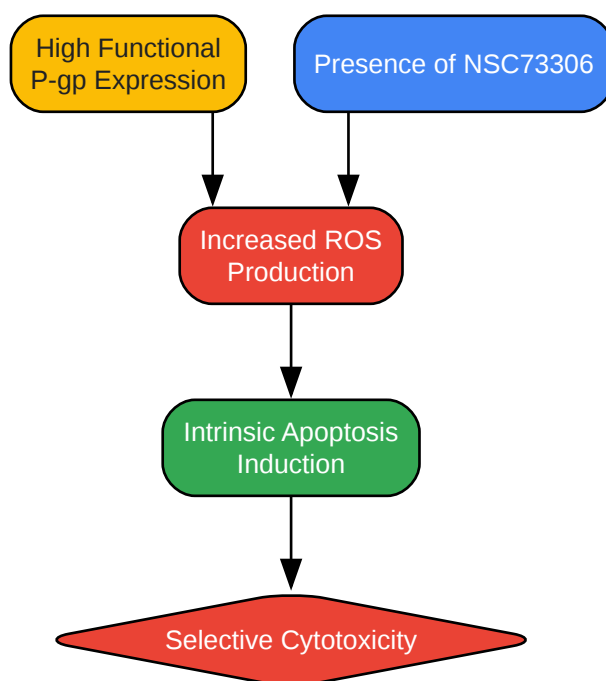 High Functional
P-gp Expression
Presence of NSC73306
Increased ROS
Production
Intrinsic Apoptosis
Induction
Selective Cytotoxicity